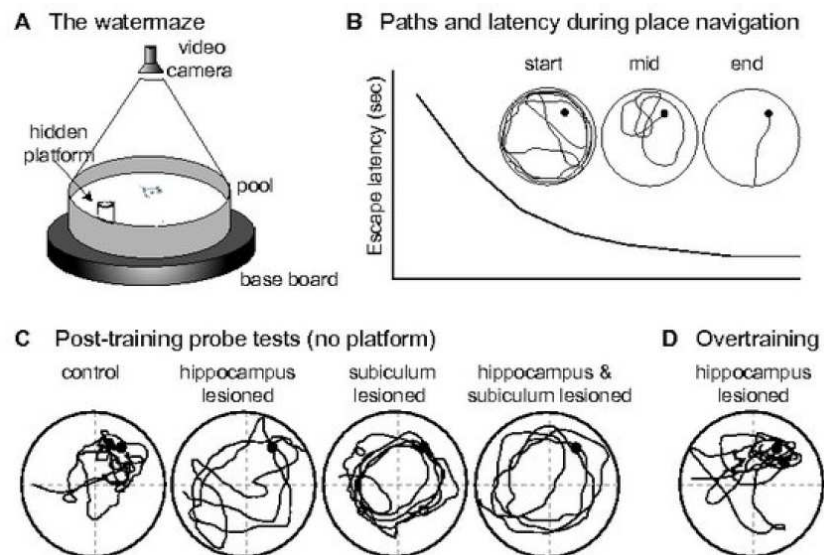 A The watermaze
video
camera
hidden
platform
pool
base board
B Paths and latency during place navigation
start mid end
Escape latency (sec)
C Post-training probe tests (no platform)
control
hippocampus
lesioned
subiculum
lesioned
hippocampus &
subiculum lesioned
D Overtraining
hippocampus
lesioned